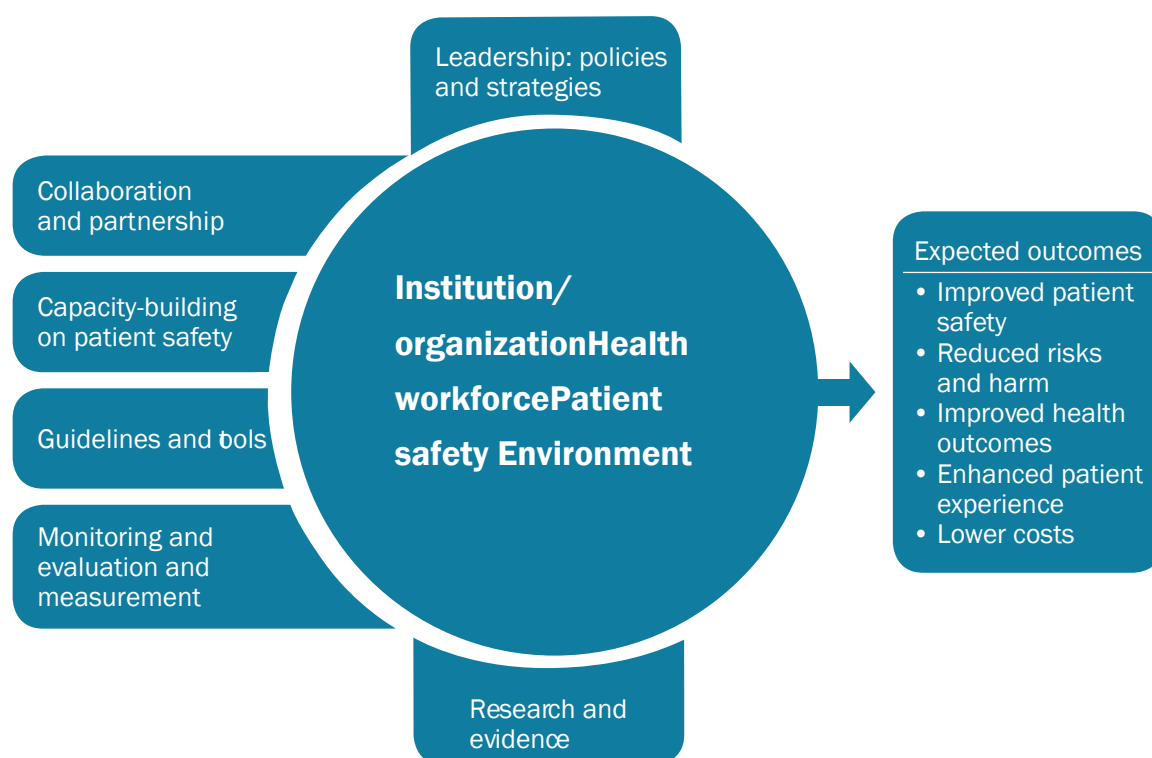 Leadership: policies
and strategies
Collaboration
and partnership
Capacity-building
on patient safety
Guidelines and tools
Monitoring and
evaluation and
measurement
Research and
evidence
Institution/
organizationHealth
workforcePatient
safety Environment
Expected outcomes
• Improved patient
safety
• Reduced risks
and harm
• Improved health
outcomes
• Enhanced patient
experience
• Lower costs